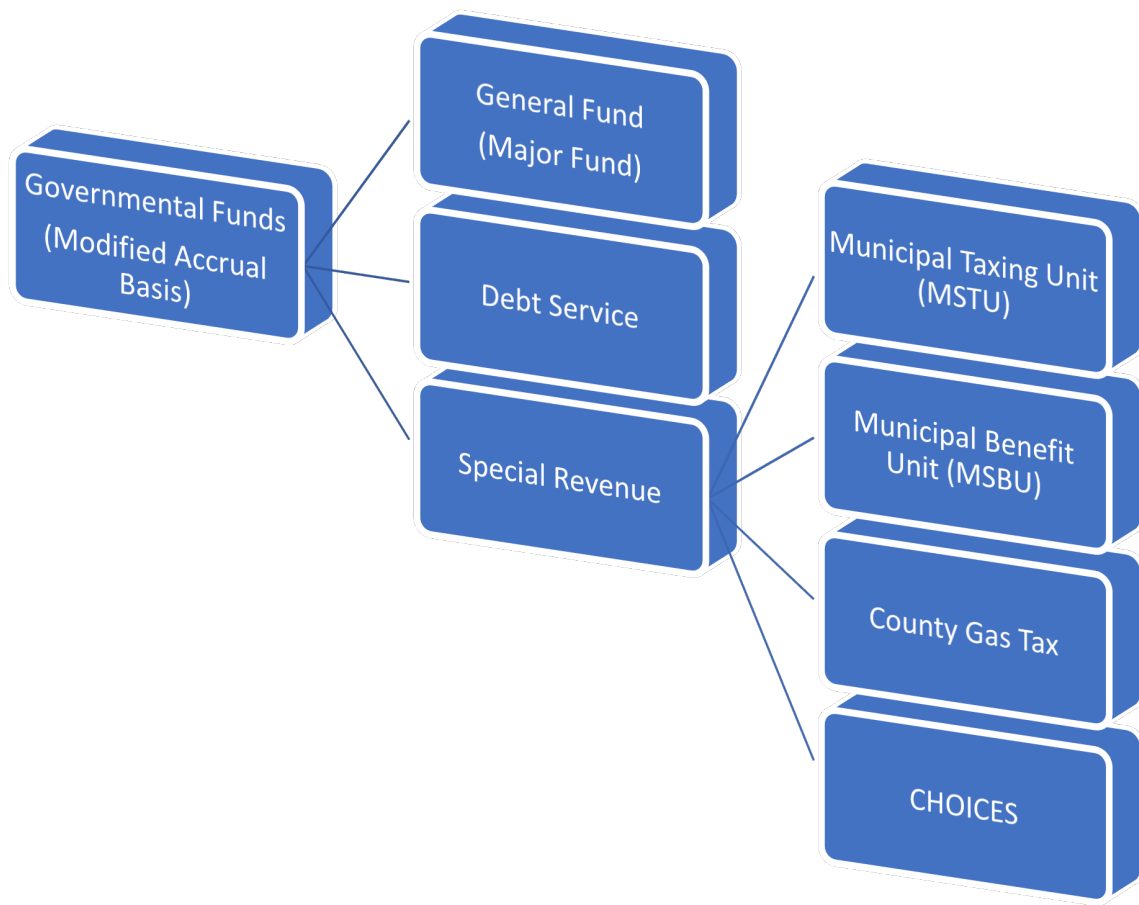 Governmental Funds
(Modified Accrual
Basis)
General Fund
(Major Fund)
Debt Service
Special Revenue
Municipal Taxing Unit
(MSTU)
Municipal Benefit
Unit (MSBU)
County Gas Tax
CHOICES